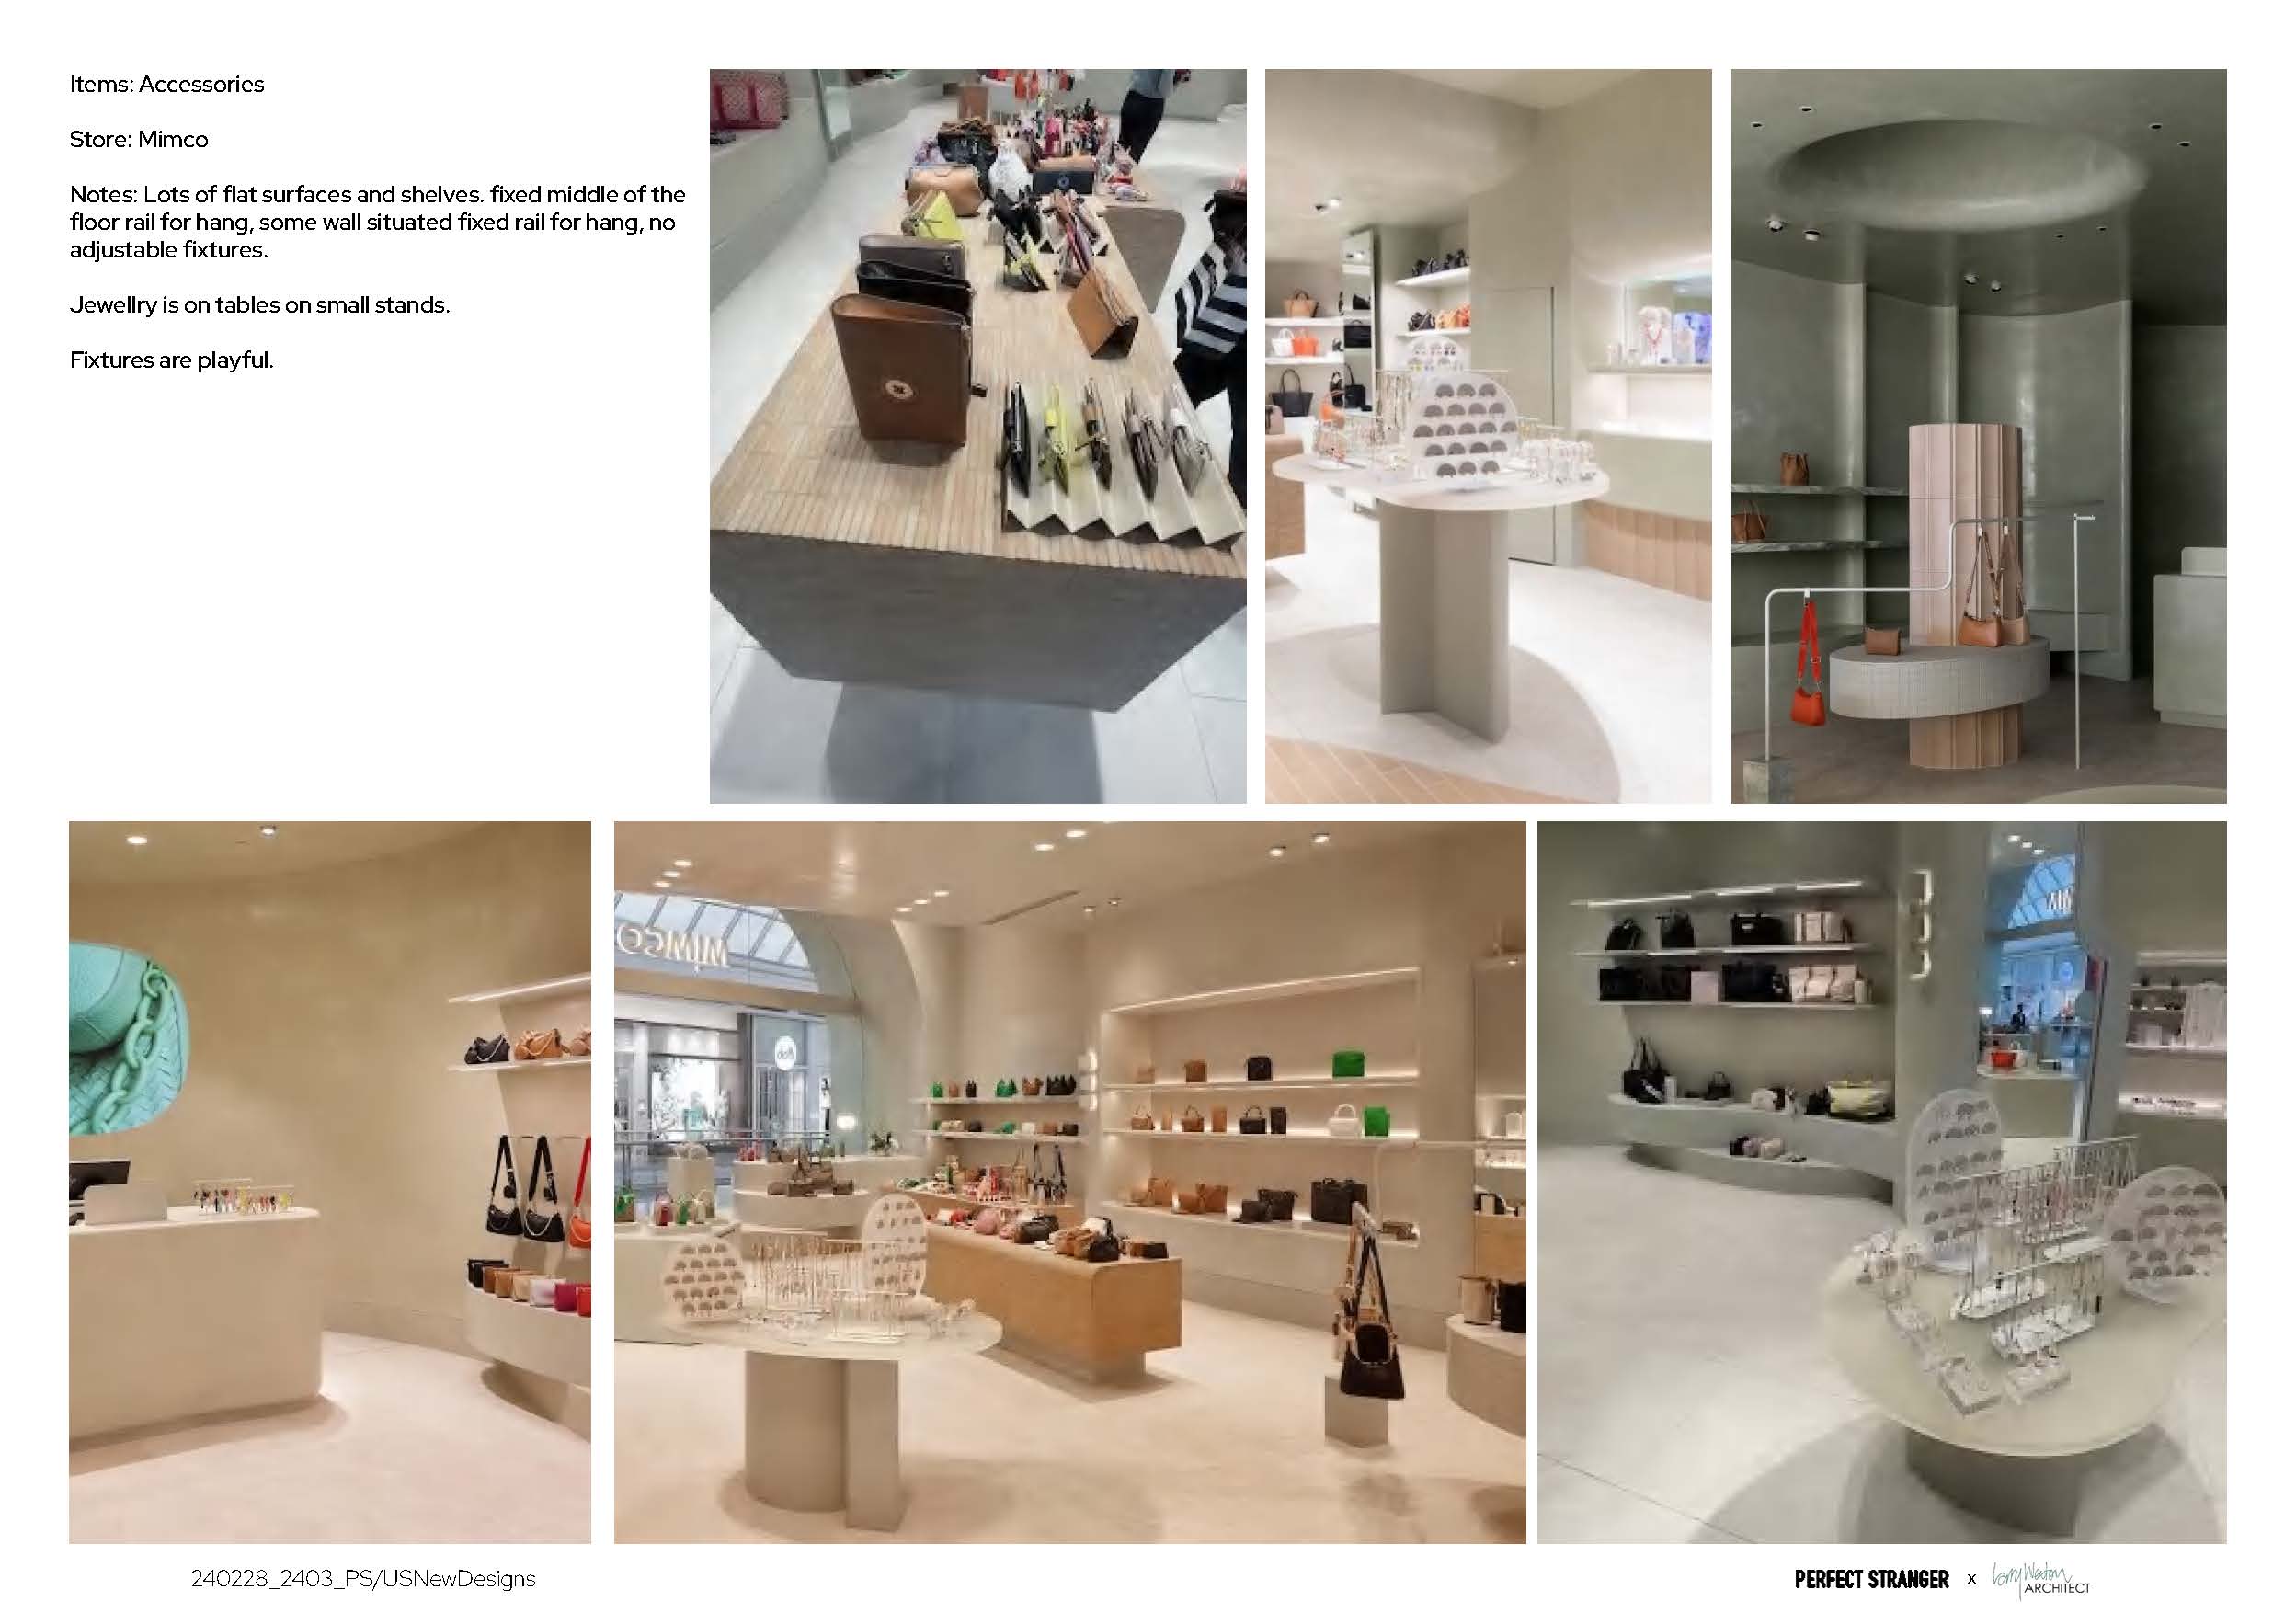 Items: Accessories
Store: Mimco
Notes: Lots of flat surfaces and shelves. fixed middle of the
floor rail for hang, some wall situated fixed rail for hang, no
adjustable fixtures.
Jewellry is on tables on small stands.
Fixtures are playful.
MIMCO
240228_2403_PS/USNewDesigns
PERFECT STRANGER x
ARCHITECT